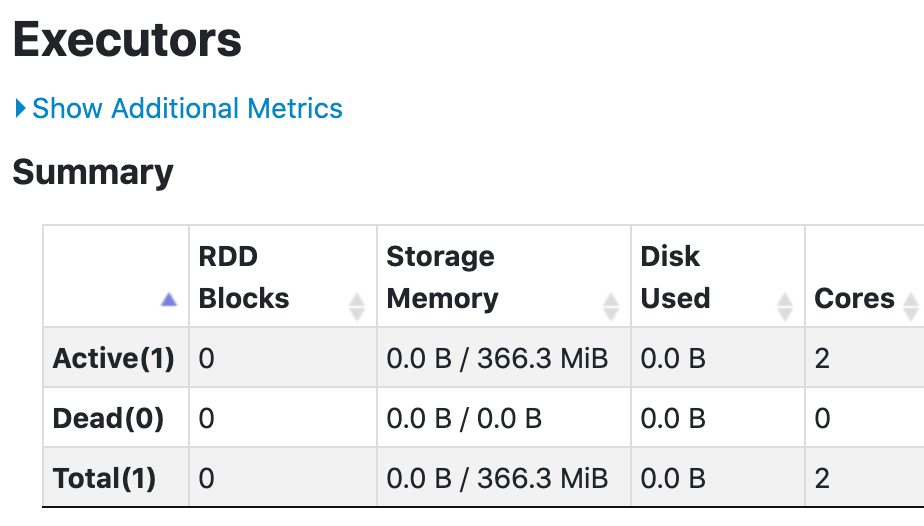 Executors
Show Additional Metrics
Summary
RDD Blocks Storage Memory Disk Used Cores
Active(1) 0 0.0 B / 366.3 MiB 0.0 B 2
Dead(0) 0 0.0 B / 0.0 B 0.0 B 0
Total(1) 0 0.0 B / 366.3 MiB 0.0 B 2